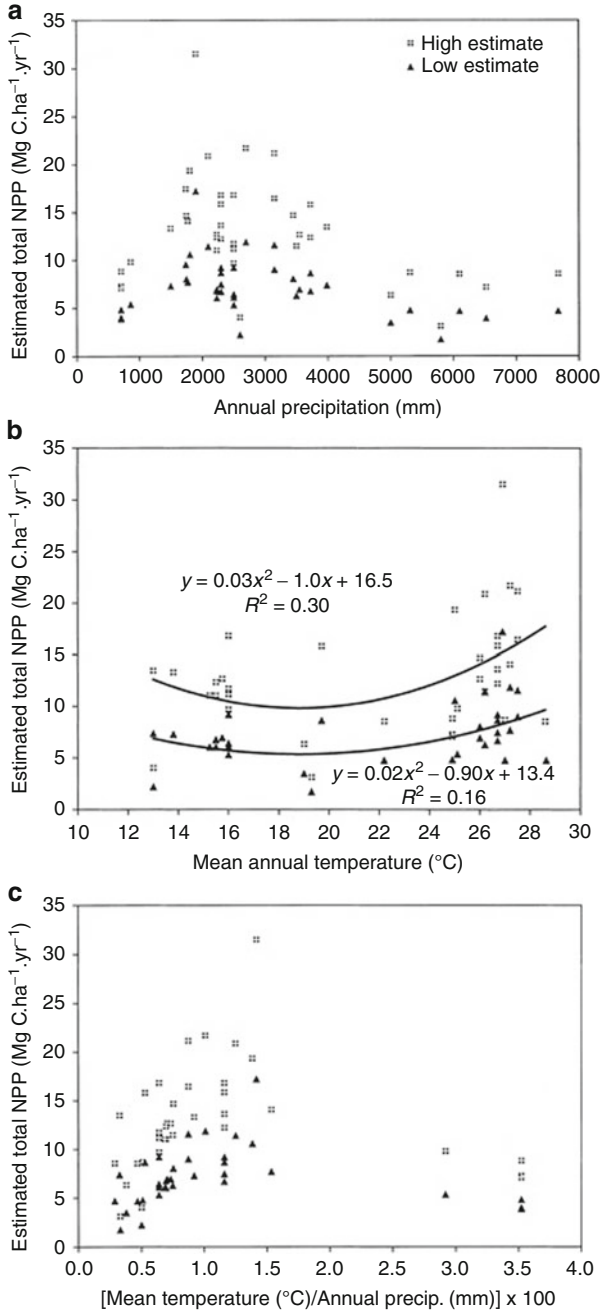 a
35
30
25
20
15
10
5
0
Estimated total NPP (Mg C.ha⁻¹.yr⁻¹)
High estimate
Low estimate
0 1000 2000 3000 4000 5000 6000 7000 8000
Annual precipitation (mm)
b
35
30
25
20
15
10
5
0
Estimated total NPP (Mg C.ha⁻¹.yr⁻¹)
y = 0.03x² – 1.0x + 16.5
R² = 0.30
y = 0.02x² – 0.90x + 13.4
R² = 0.16
10 12 14 16 18 20 22 24 26 28 30
Mean annual temperature (°C)
c
35
30
25
20
15
10
5
0
Estimated total NPP (Mg C.ha⁻¹.yr⁻¹)
0.0 0.5 1.0 1.5 2.0 2.5 3.0 3.5 4.0
[Mean temperature (°C)/Annual precip. (mm)] x 100